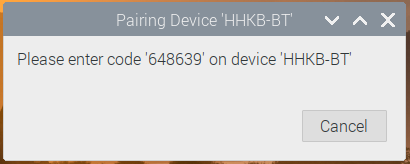 Pairing Device 'HHKB-BT'
Please enter code '648639' on device 'HHKB-BT'
Cancel